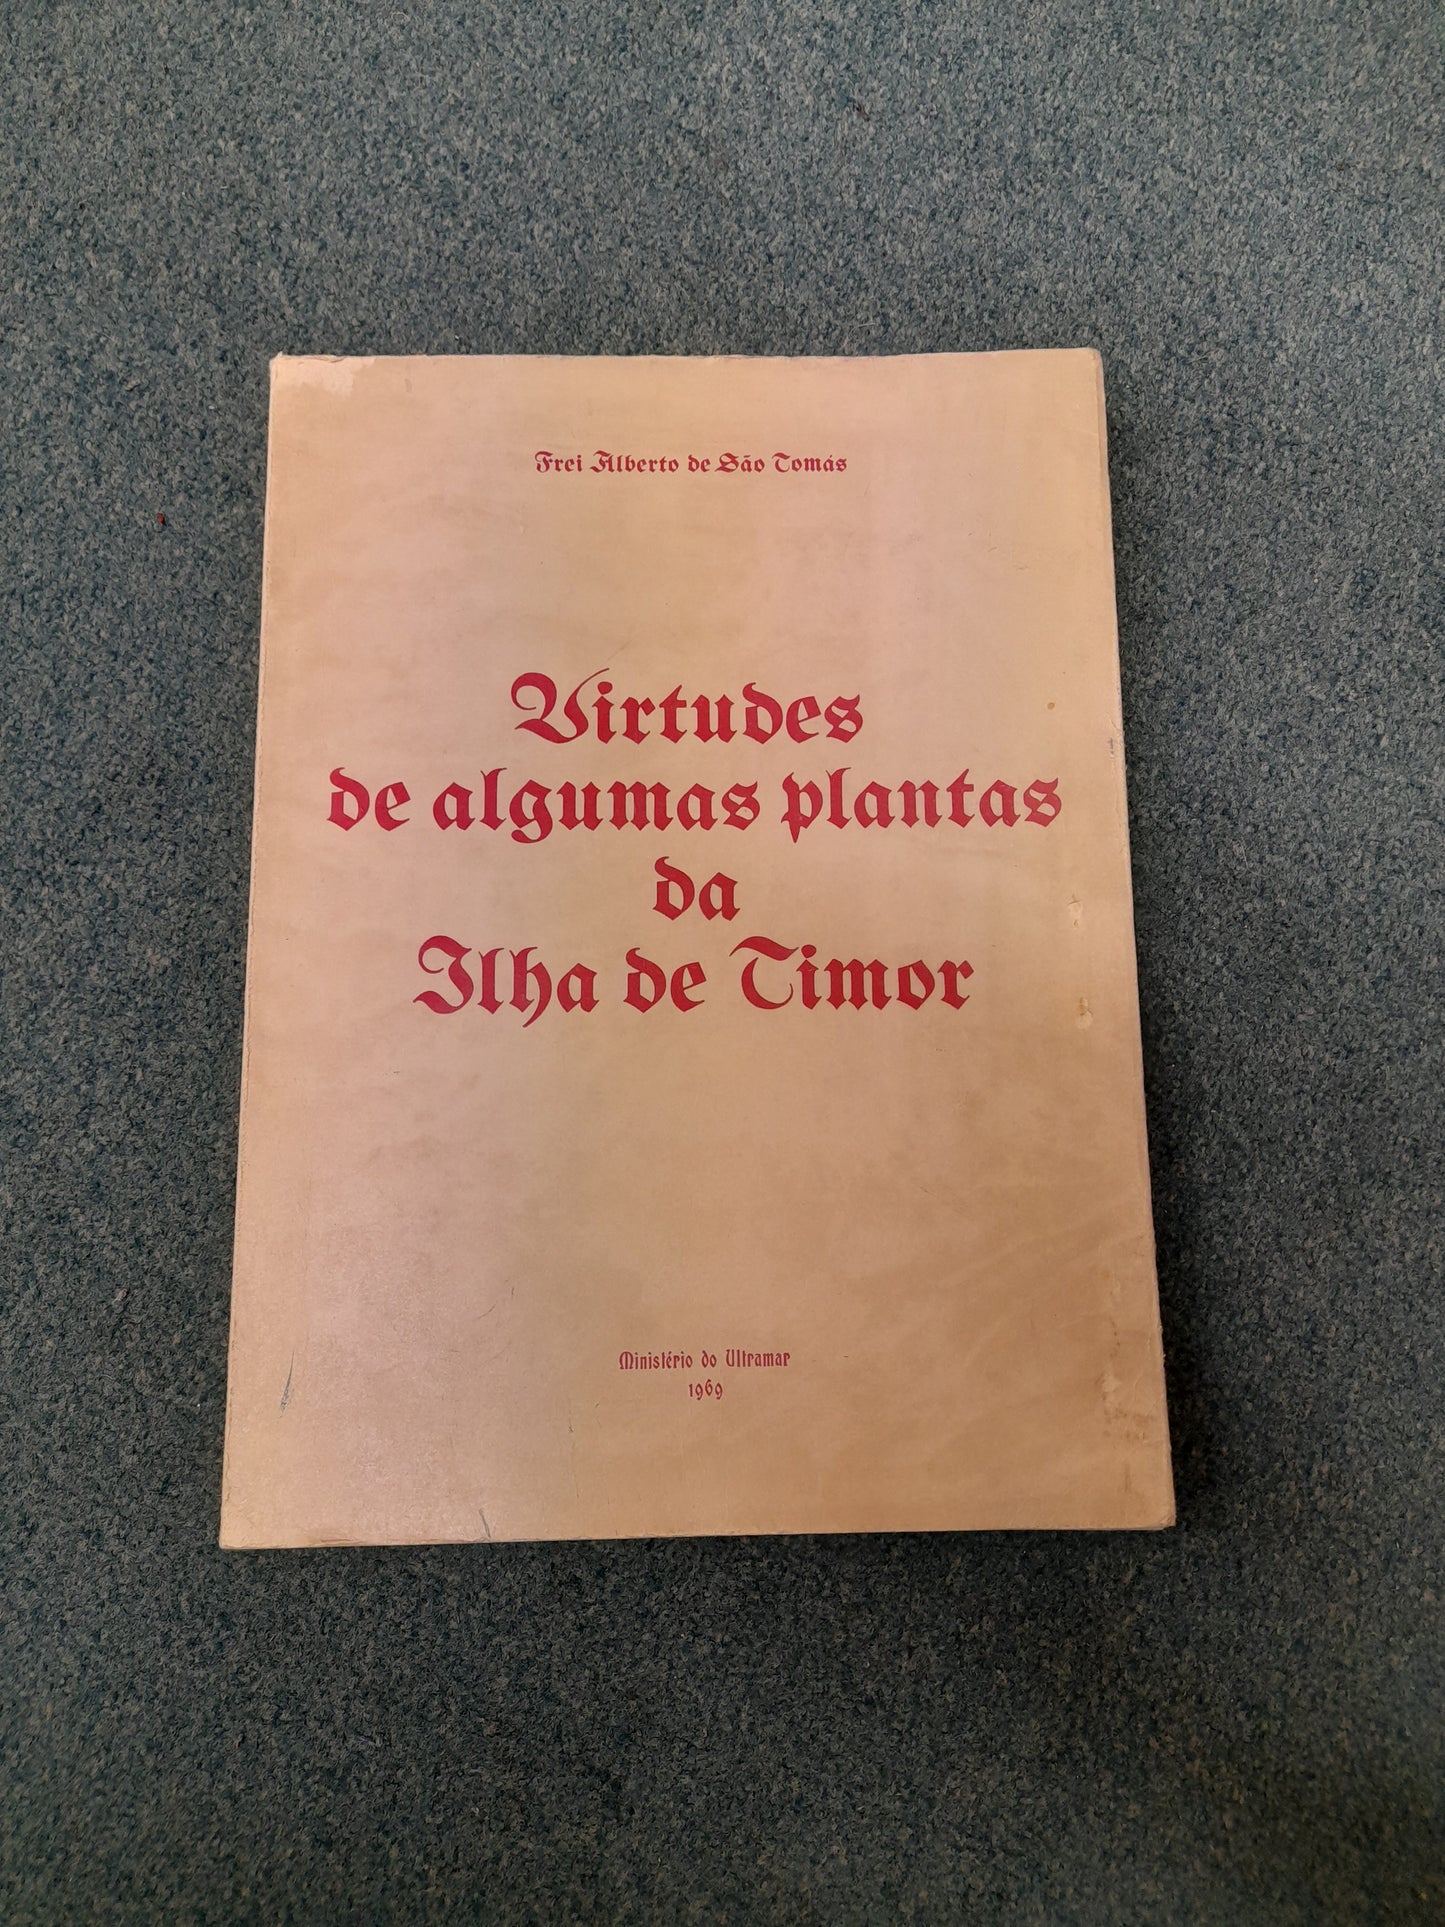 Frei Alberto de São Tomás
Virtudes
de algumas plantas
da
Ilha de Timor
Ministério do Ultramar
1969